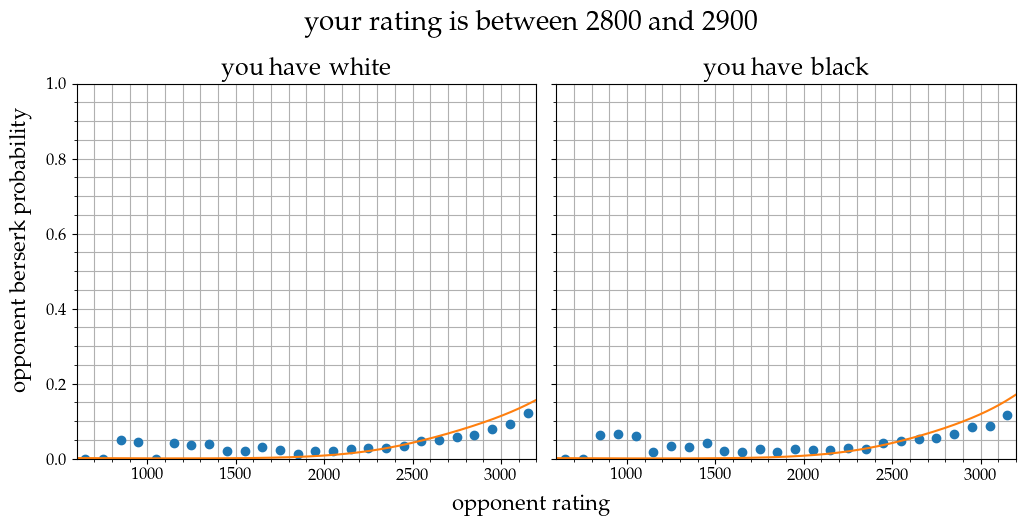 your rating is between 2800 and 2900
you have white
you have black
opponent berserk probability
1.0
0.8
0.6
0.4
0.2
0.0
1000 1500 2000 2500 3000
1000 1500 2000 2500 3000
opponent rating